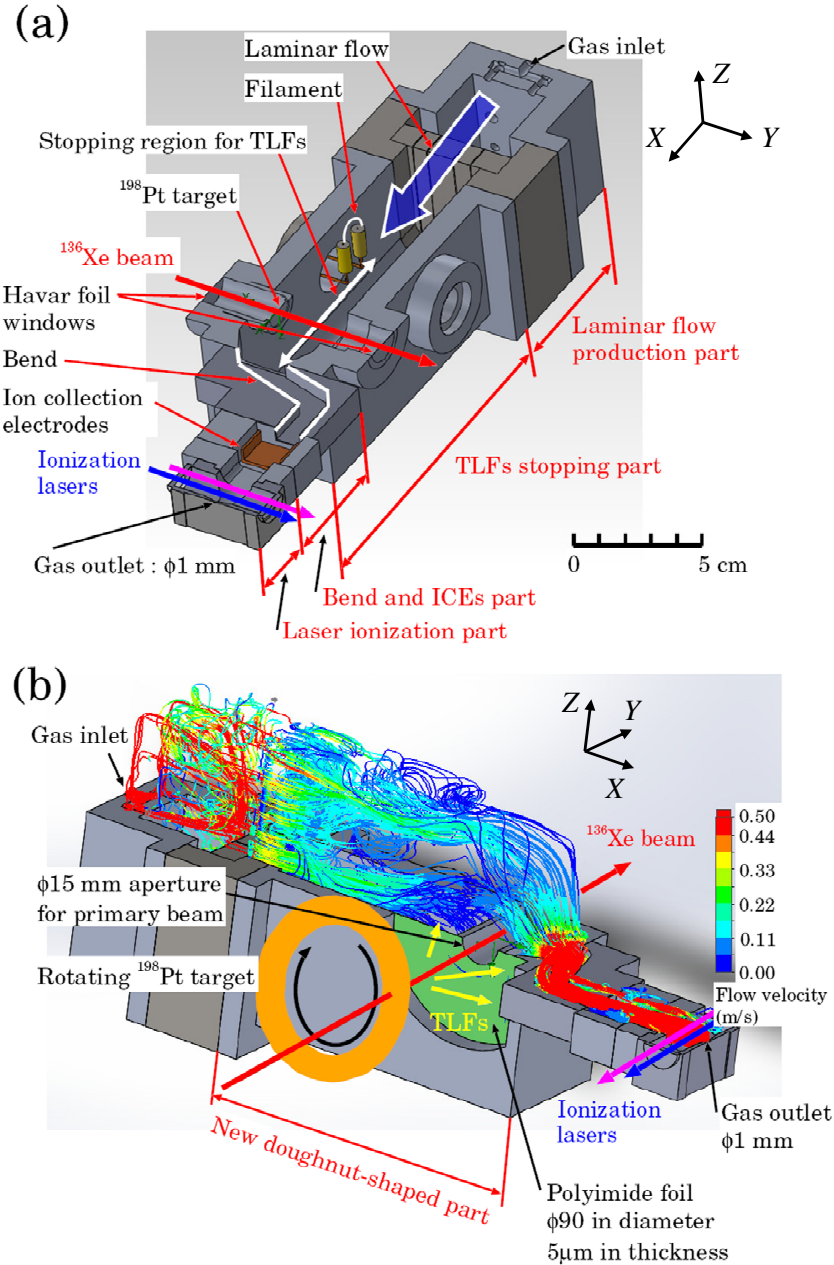 (a)
Laminar flow
Gas inlet
Filament
Stopping region for TLFs
198Pt target
136Xe beam
Havar foil
windows
Bend
Ion collection
electrodes
Ionization
lasers
Gas outlet : ϕ1 mm
Z
X
Y
Laminar flow
production part
TLFs stopping part
0
5 cm
Bend and ICEs part
Laser ionization part
(b)
Gas inlet
Z
Y
X
136Xe beam
0.50
0.44
0.33
0.22
0.11
0.00
Flow velocity
(m/s)
ϕ15 mm aperture
for primary beam
Rotating 198Pt target
TLFs
Ionization
lasers
Gas outlet
ϕ1 mm
New doughnut-shaped part
Polyimide foil
ϕ90 in diameter
5μm in thickness